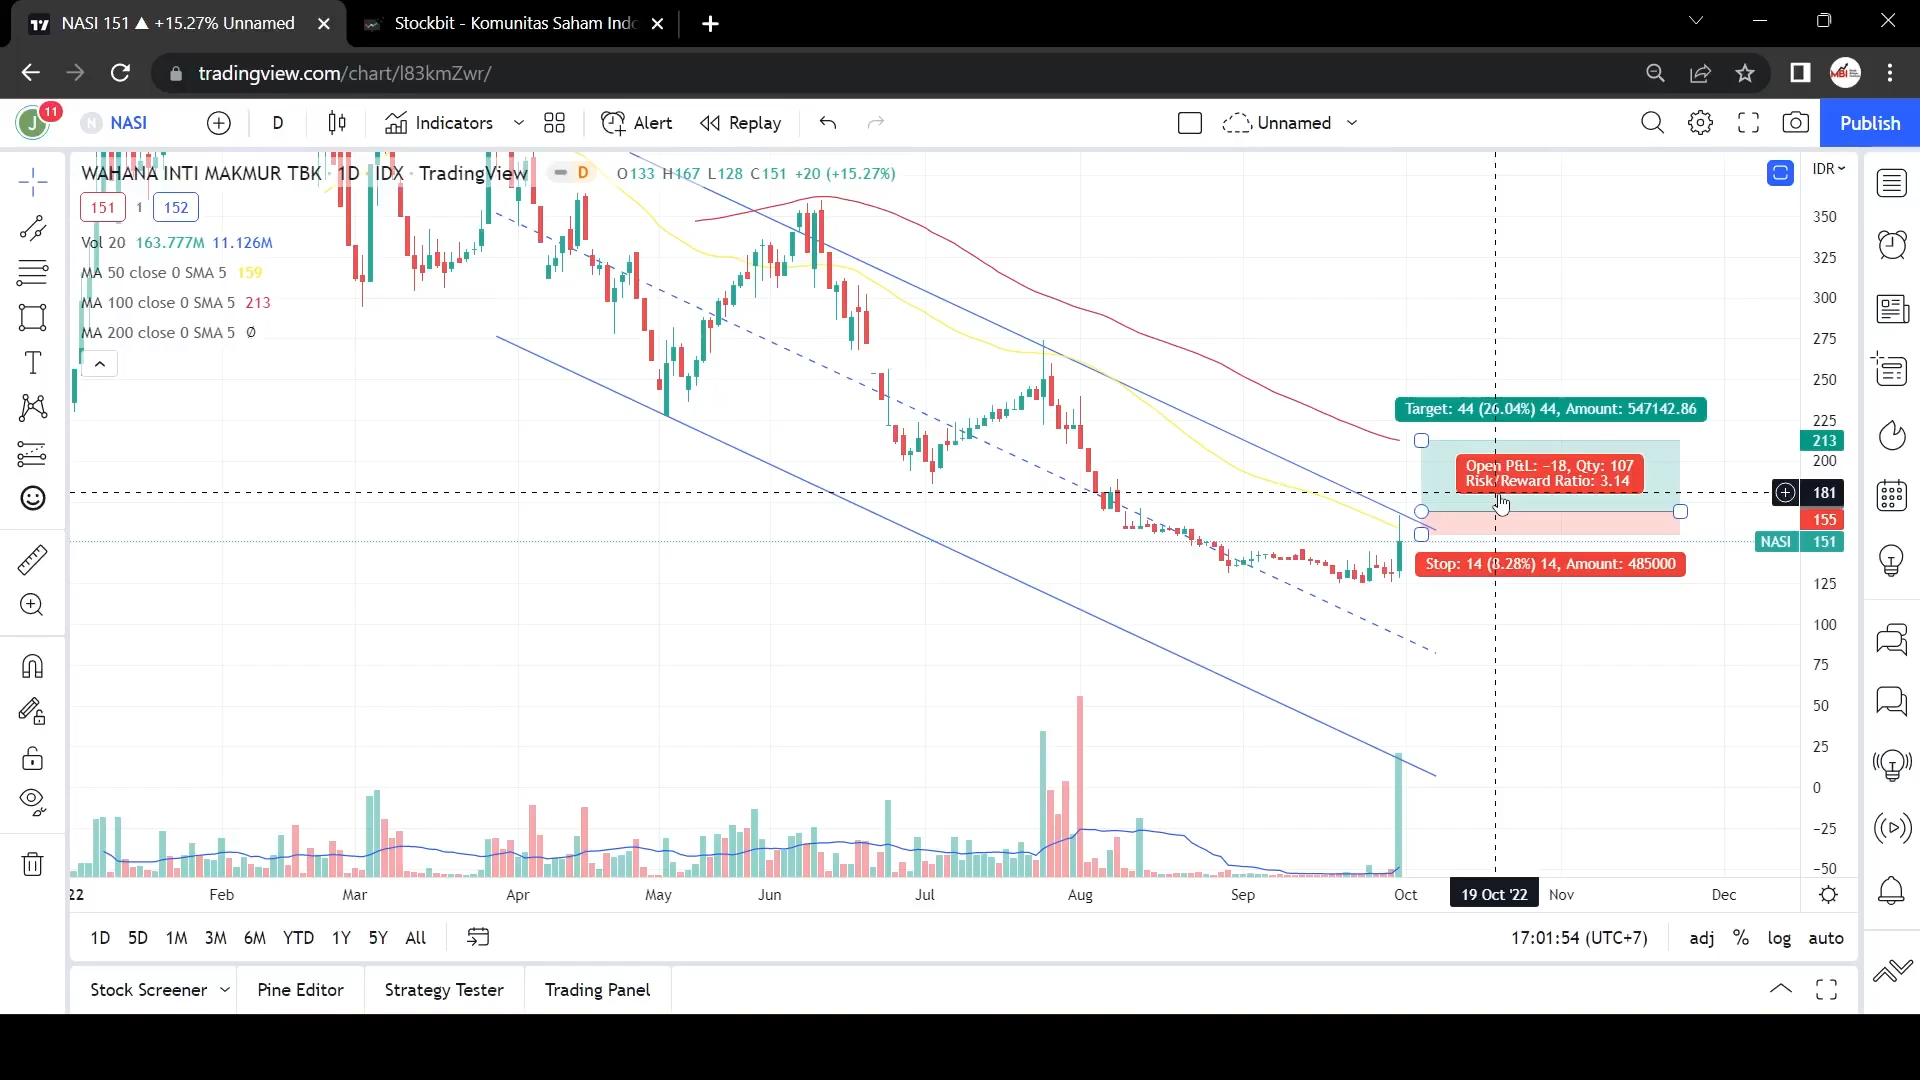 NASI 151 ▲ +15.27% Unnamed
Stockbit - Komunitas Saham Indo
tradingview.com/chart/l83kmZwr/
MBI
J
11
N NASI
D
Indicators
Alert
Replay
Unnamed
Publish
WAHANA INTI MAKMUR TBK · 1D · IDX · TradingView
D
O133 H167 L128 C151 +20 (+15.27%)
IDR
151 1 152
Vol 20 163.777M 11.126M
MA 50 close 0 SMA 5 159
MA 100 close 0 SMA 5 213
MA 200 close 0 SMA 5 Ø
Target: 44 (26.04%) 44, Amount: 547142.86
Open P&L: −18, Qty: 107
Risk/Reward Ratio: 3.14
Stop: 14 (8.28%) 14, Amount: 485000
350
325
300
275
250
225
213
200
181
155
NASI 151
125
100
75
50
25
0
−25
−50
22 Feb Mar Apr May Jun Jul Aug Sep Oct 19 Oct '22 Nov Dec
1D 5D 1M 3M 6M YTD 1Y 5Y All
17:01:54 (UTC+7) adj % log auto
Stock Screener Pine Editor Strategy Tester Trading Panel